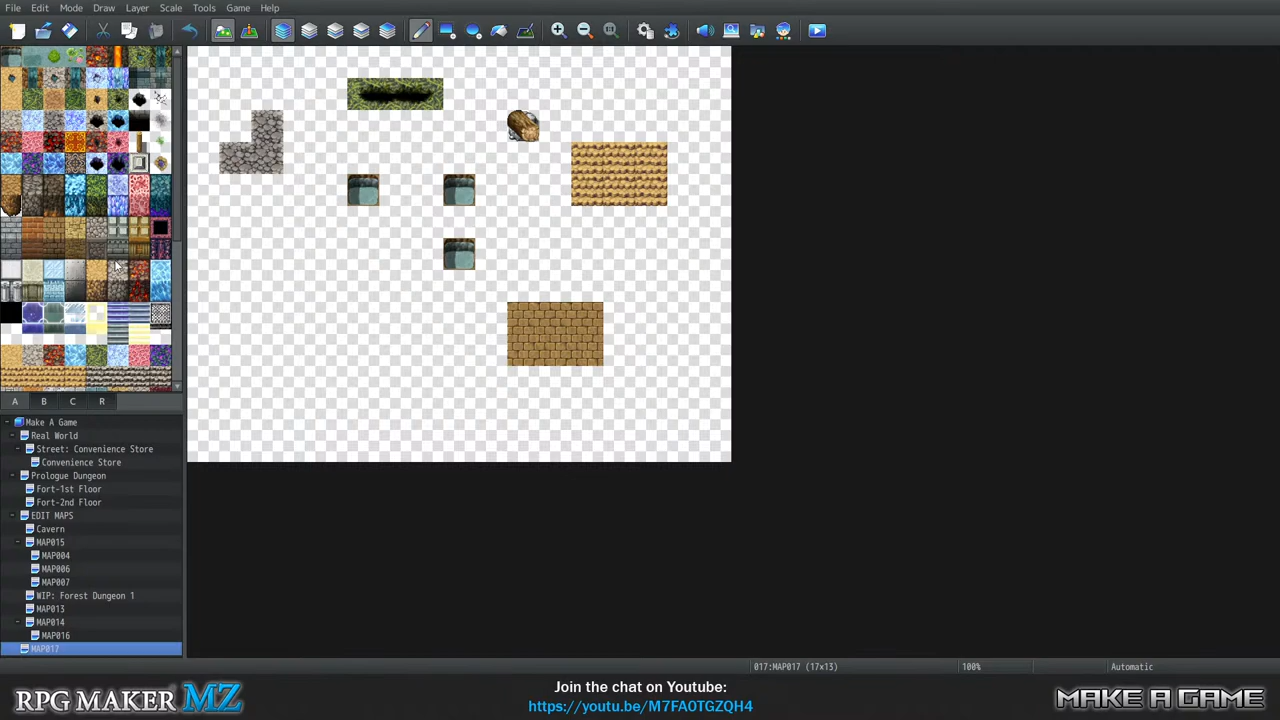 File Edit Mode Draw Layer Scale Tools Game Help
A B C R
Make A Game
Real World
Street: Convenience Store
Convenience Store
Prologue Dungeon
Fort-1st Floor
Fort-2nd Floor
EDIT MAPS
Cavern
MAP015
MAP004
MAP006
MAP007
WIP: Forest Dungeon 1
MAP013
MAP014
MAP016
MAP017
017:MAP017 (17×13) 100% Automatic
RPG MAKER MZ
Join the chat on Youtube:
https://youtu.be/M7FA0TGZQH4
MAKE A GAME